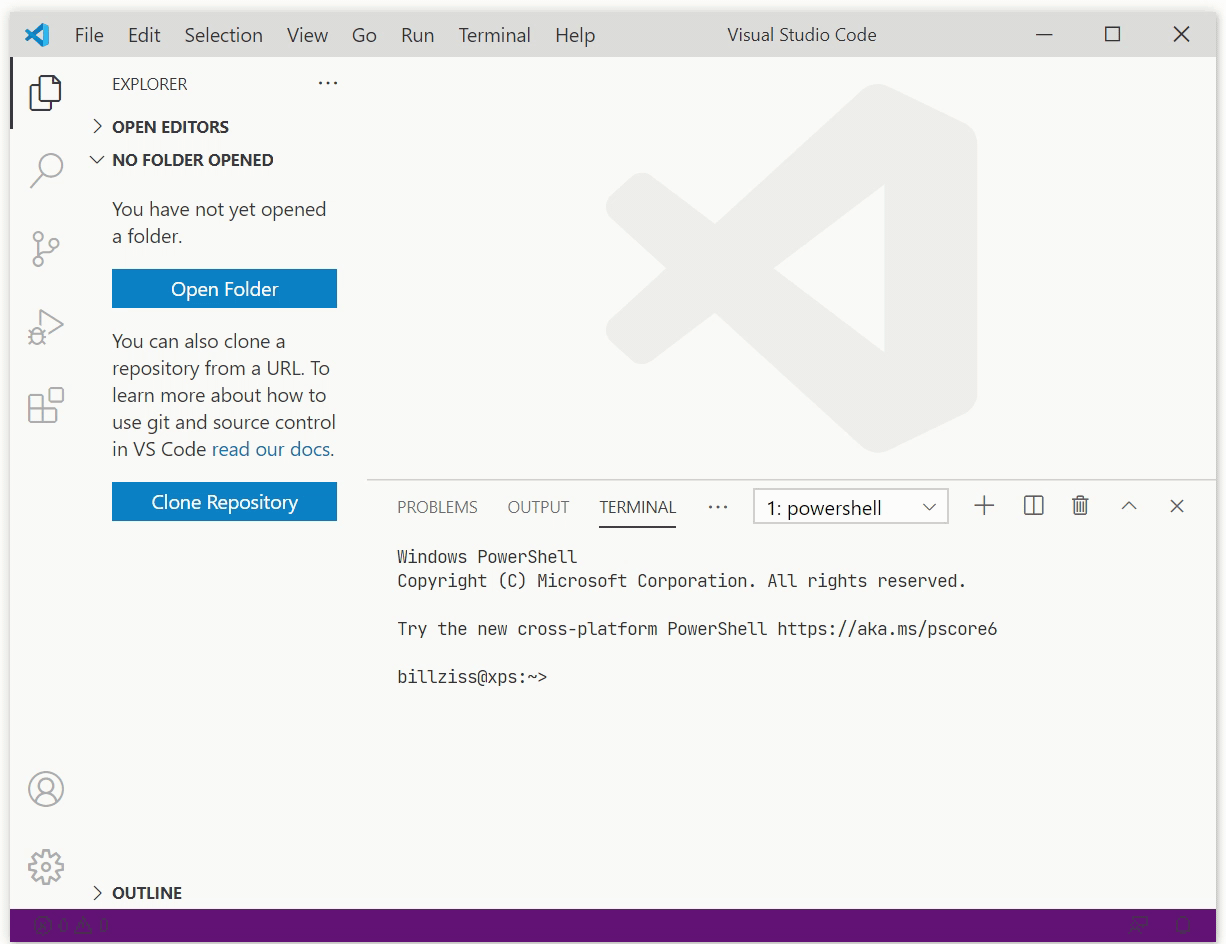 File Edit Selection View Go Run Terminal Help Visual Studio Code
EXPLORER
OPEN EDITORS
NO FOLDER OPENED
You have not yet opened
a folder.
Open Folder
You can also clone a
repository from a URL. To
learn more about how to
use git and source control
in VS Code read our docs.
Clone Repository
OUTLINE
PROBLEMS OUTPUT TERMINAL ··· 1: powershell
Windows PowerShell
Copyright (C) Microsoft Corporation. All rights reserved.
Try the new cross-platform PowerShell https://aka.ms/pscore6
billziss@xps:~>
0 0